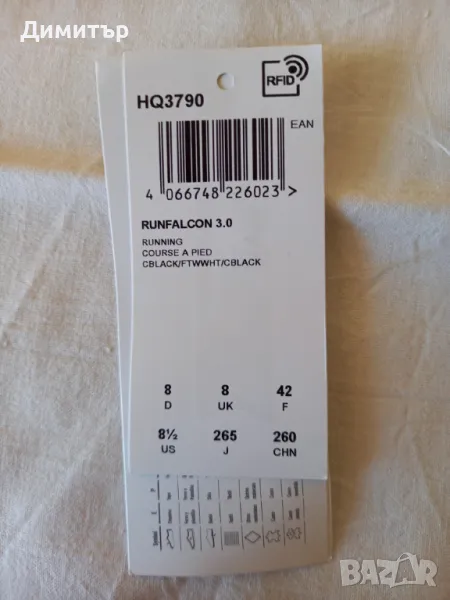 Димитър
RFID
HQ3790
EAN
4 066748 226023 >
RUNFALCON 3.0
RUNNING
COURSE A PIED
CBLACK/FTWWHT/CBLACK
8 8 42
D UK F
8½ 265 260
US J CHN
BAZAR